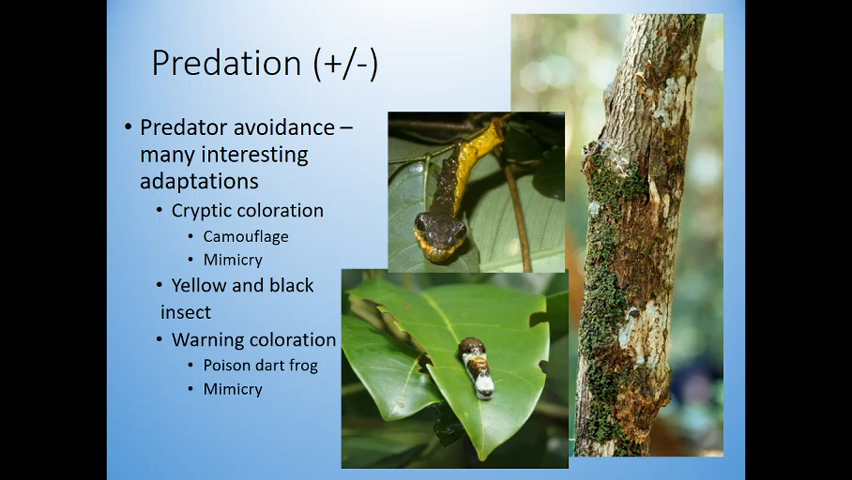 Predation (+/-)
• Predator avoidance –
many interesting
adaptations
• Cryptic coloration
• Camouflage
• Mimicry
• Yellow and black
insect
• Warning coloration
• Poison dart frog
• Mimicry